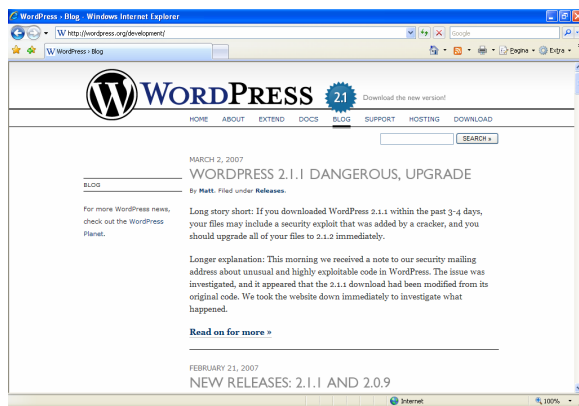 WordPress › Blog - Windows Internet Explorer
W http://wordpress.org/development/
Google
W WordPress › Blog
Pagina
Extra
W WORDPRESS 2.1 Download the new version!
HOME ABOUT EXTEND DOCS BLOG SUPPORT HOSTING DOWNLOAD
SEARCH »
MARCH 2, 2007
WORDPRESS 2.1.1 DANGEROUS, UPGRADE
BLOG
By Matt. Filed under Releases.
For more WordPress news,
check out the WordPress
Planet.
Long story short: If you downloaded WordPress 2.1.1 within the past 3-4 days,
your files may include a security exploit that was added by a cracker, and you
should upgrade all of your files to 2.1.2 immediately.
Longer explanation: This morning we received a note to our security mailing
address about unusual and highly exploitable code in WordPress. The issue was
investigated, and it appeared that the 2.1.1 download had been modified from its
original code. We took the website down immediately to investigate what
happened.
Read on for more »
FEBRUARY 21, 2007
NEW RELEASES: 2.1.1 AND 2.0.9
Internet
100%